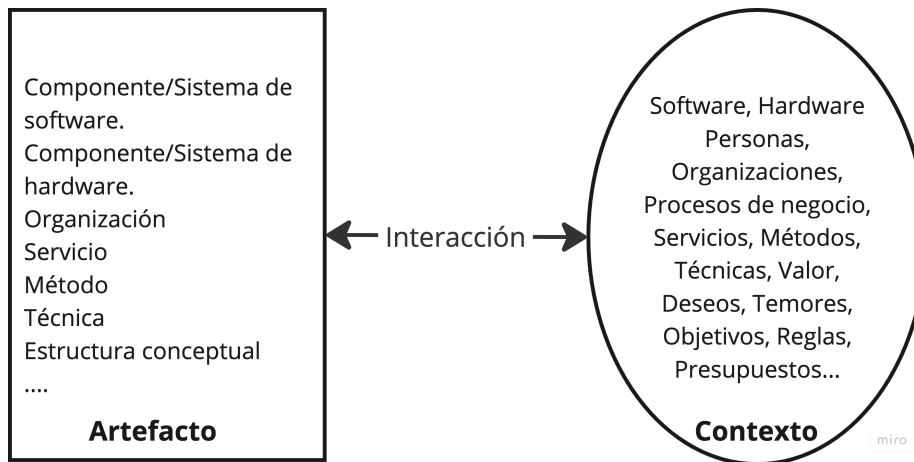 Componente/Sistema de
software.
Componente/Sistema de
hardware.
Organización
Servicio
Método
Técnica
Estructura conceptual
....
Artefacto
Interacción
Software, Hardware
Personas,
Organizaciones,
Procesos de negocio,
Servicios, Métodos,
Técnicas, Valor,
Deseos, Temores,
Objetivos, Reglas,
Presupuestos...
Contexto
miro